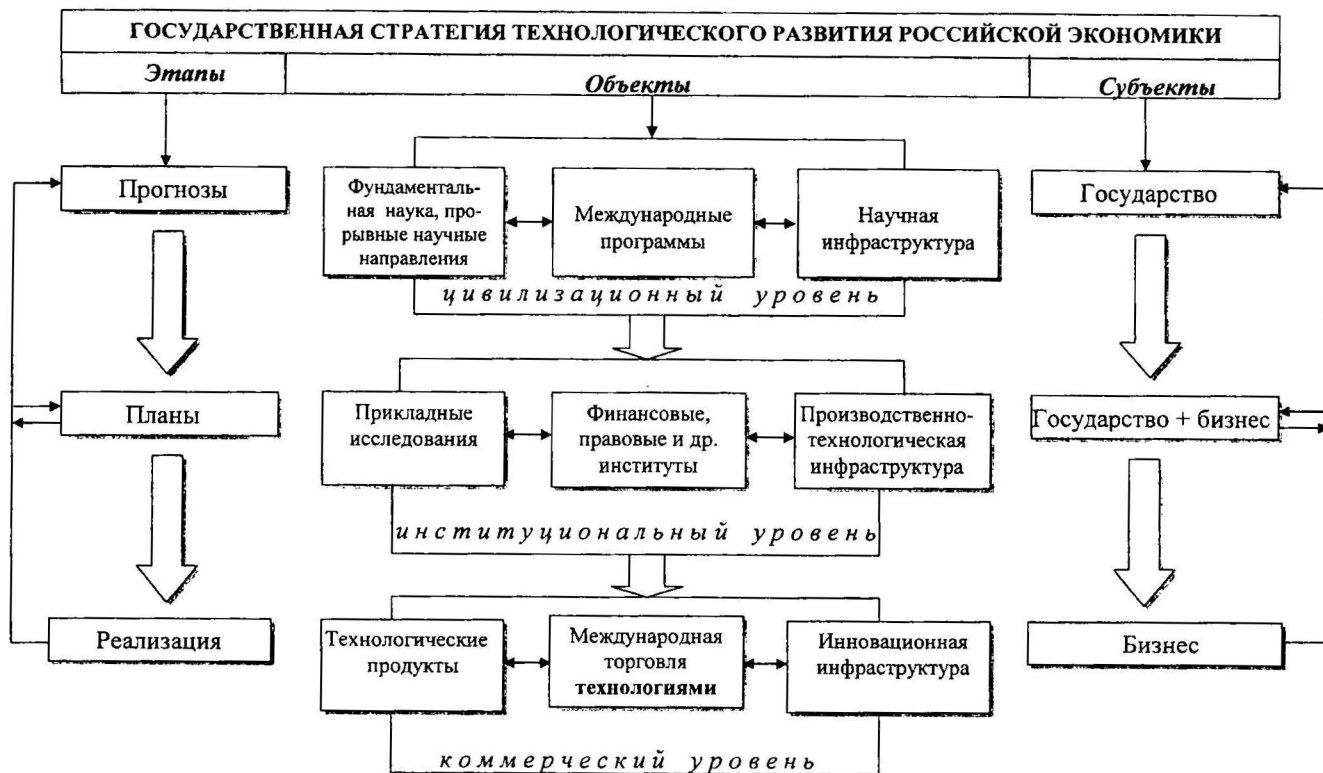 ГОСУДАРСТВЕННАЯ СТРАТЕГИЯ ТЕХНОЛОГИЧЕСКОГО РАЗВИТИЯ РОССИЙСКОЙ ЭКОНОМИКИ
Этапы
Объекты
Субъекты
Прогнозы
Фундаменталь-
ная наука, про-
рывные научные
направления
Международные
программы
Научная
инфраструктура
Государство
цивилизационный уровень
Планы
Прикладные
исследования
Финансовые,
правовые и др.
институты
Производственно-
технологическая
инфраструктура
Государство + бизнес
институциональный уровень
Реализация
Технологические
продукты
Международная
торговля
технологиями
Инновационная
инфраструктура
Бизнес
коммерческий уровень